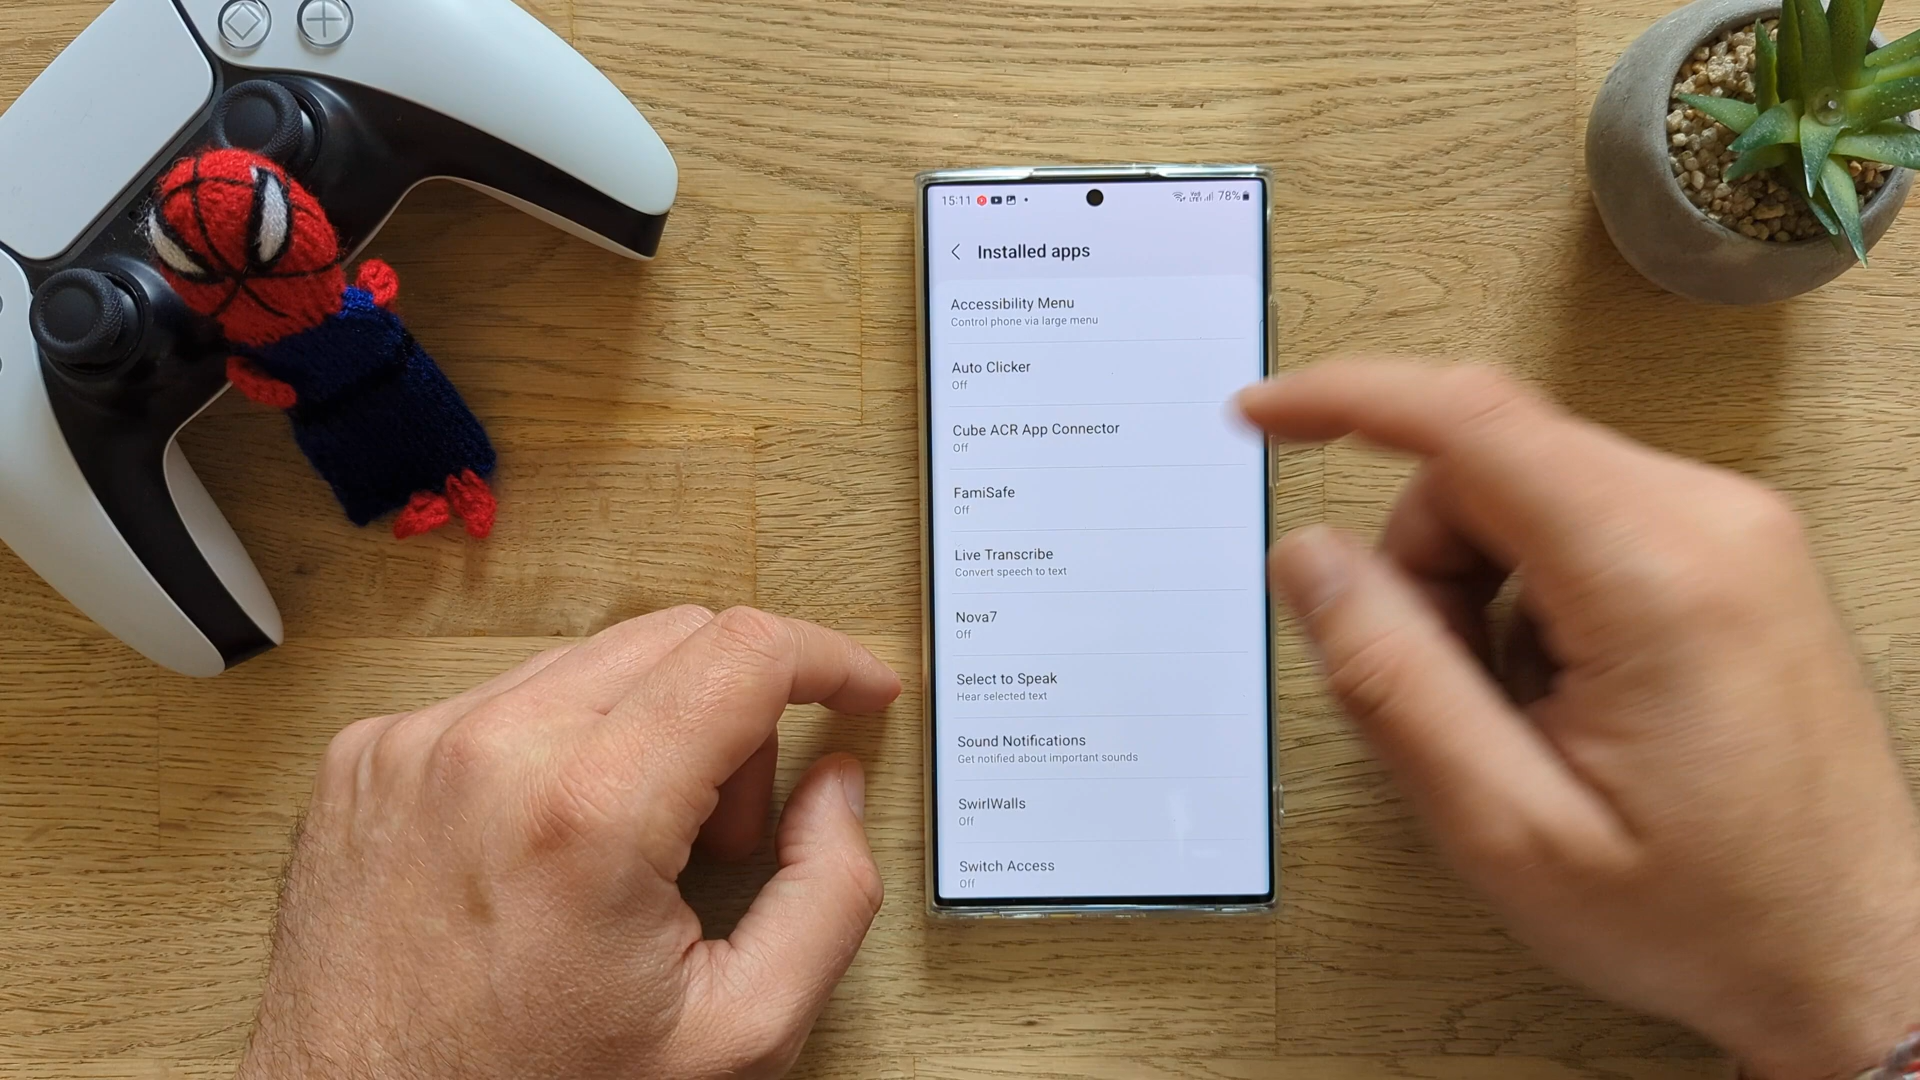 15:11
78%
Installed apps
Accessibility Menu
Control phone via large menu
Auto Clicker
Off
Cube ACR App Connector
Off
FamiSafe
Off
Live Transcribe
Convert speech to text
Nova7
Off
Select to Speak
Hear selected text
Sound Notifications
Get notified about important sounds
SwirlWalls
Off
Switch Access
Off